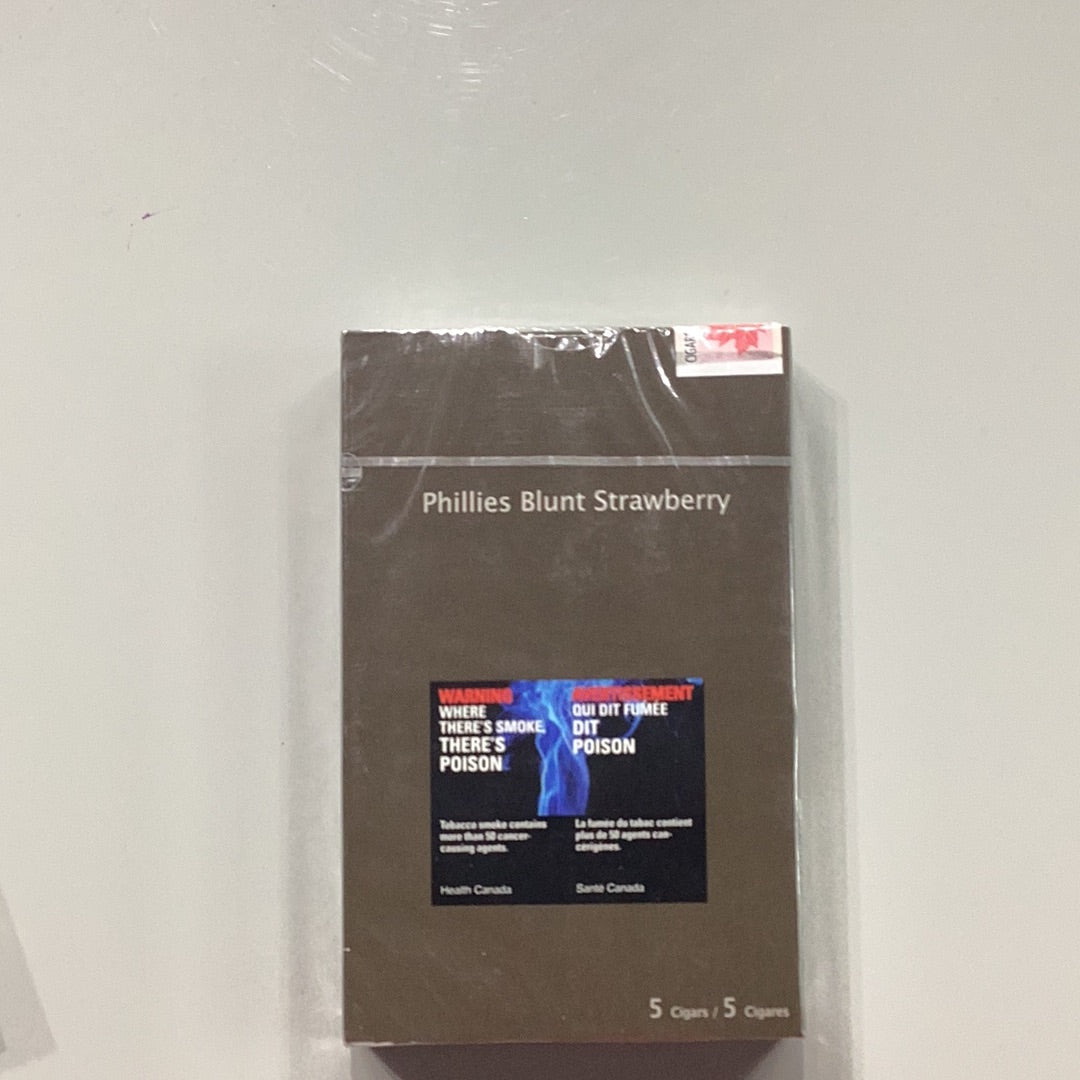 CIGAR
Phillies Blunt Strawberry
WARNING
WHERE
THERE'S SMOKE,
THERE'S
POISON
Tobacco smoke contains
more than 50 cancer-
causing agents.
Health Canada
AVERTISSEMENT
QUI DIT FUMÉE
DIT
POISON
La fumée du tabac contient
plus de 50 agents can-
cérigènes.
Santé Canada
5 Cigars / 5 Cigares